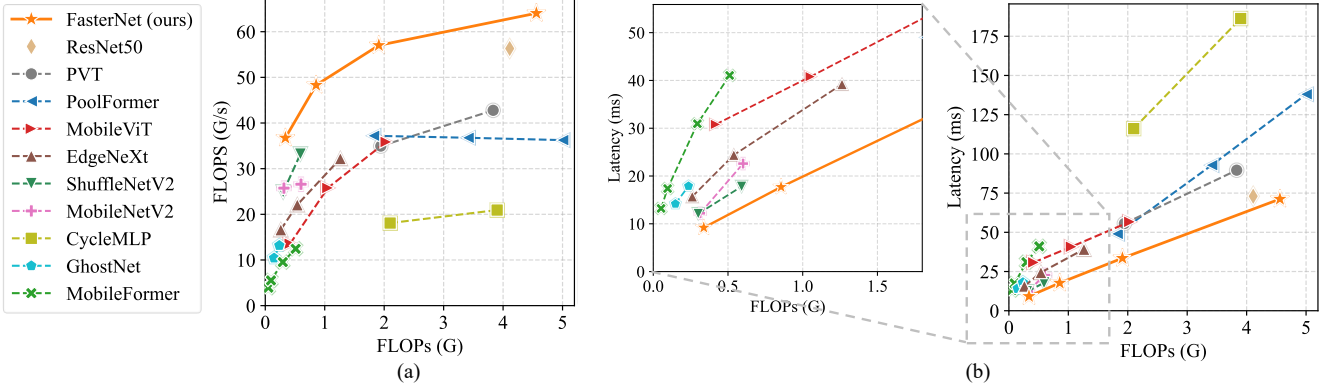 FasterNet (ours)
ResNet50
PVT
PoolFormer
MobileViT
EdgeNeXt
ShuffleNetV2
MobileNetV2
CycleMLP
GhostNet
MobileFormer
FLOPS (G/s)
60
50
40
30
20
10
0
0 1 2 3 4 5
FLOPs (G)
(a)
Latency (ms)
50
40
30
20
10
0
0.0 0.5 1.0 1.5
FLOPs (G)
Latency (ms)
175
150
125
100
75
50
25
0
0 1 2 3 4 5
FLOPs (G)
(b)